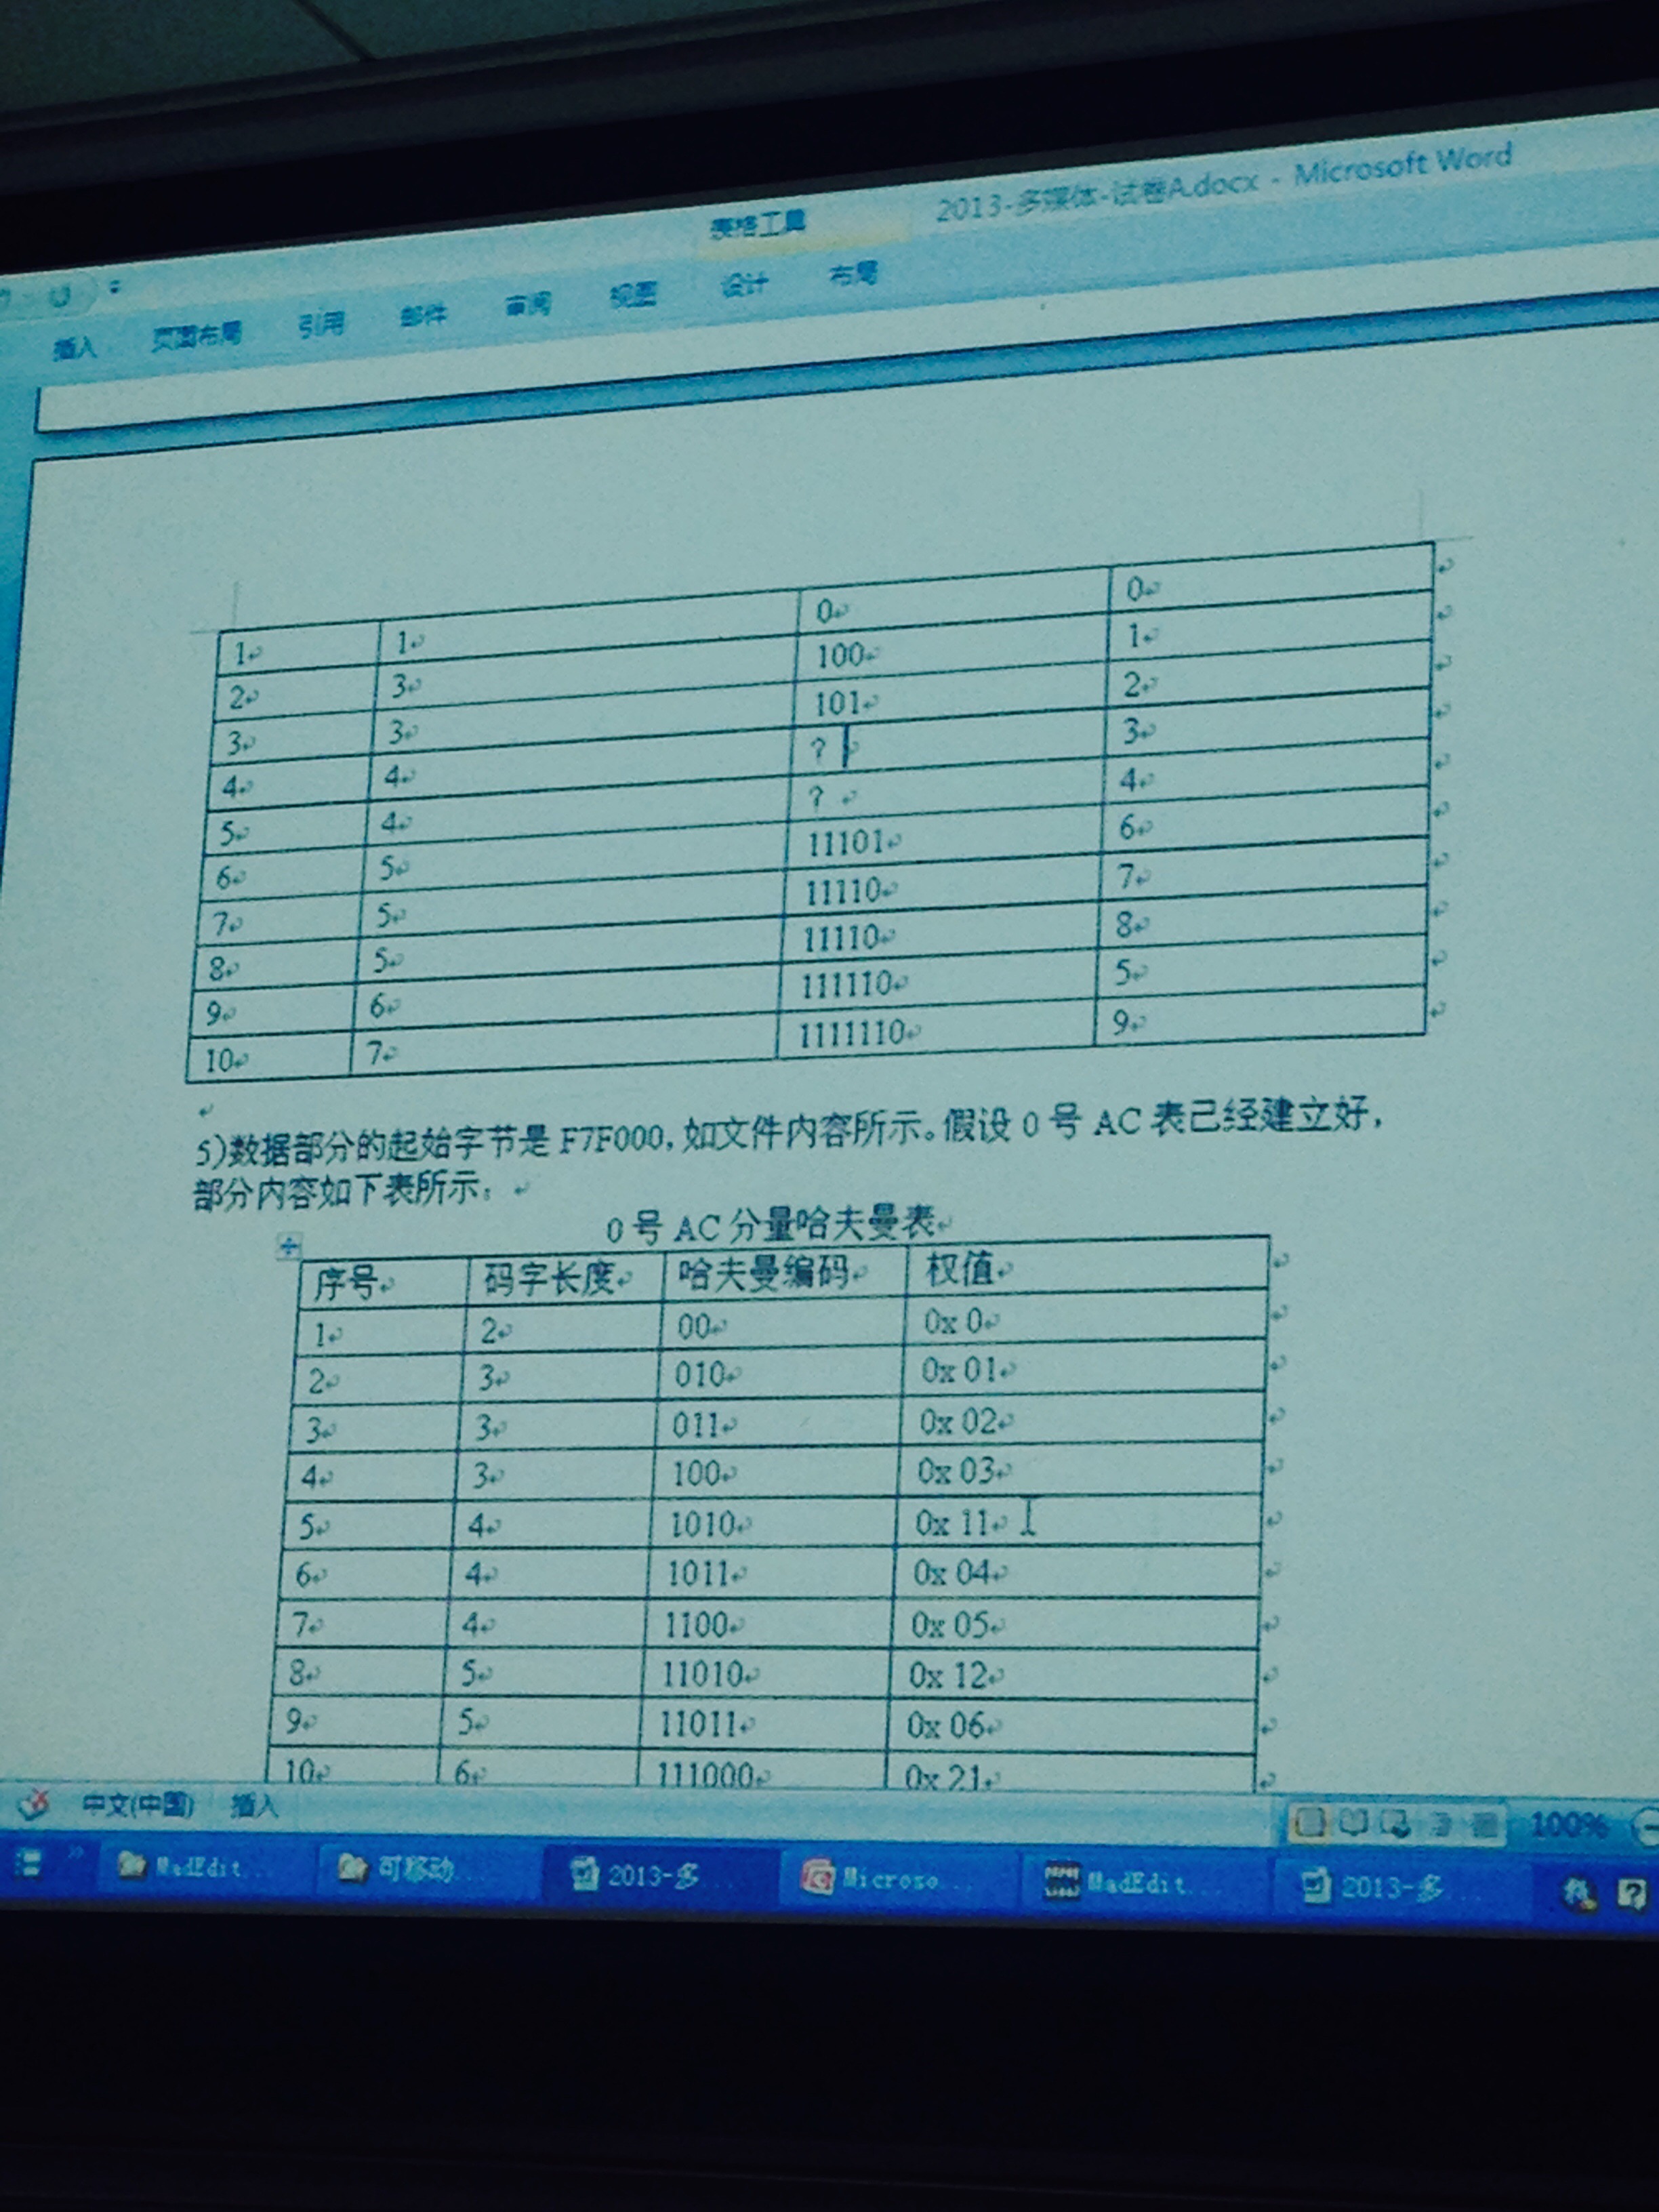 表格工具 2013-多媒体-试卷A.docx - Microsoft Word
插入 页面布局 引用 邮件 审阅 视图 设计 布局
1 1 0 0
2 3 100 1
3 3 101 2
4 4 ? 3
5 4 ? 4
6 5 11101 6
7 5 11110 7
8 5 11110 8
9 6 111110 5
10 7 1111110 9
5)数据部分的起始字节是 F7F000,如文件内容所示。假设 0 号 AC 表已经建立好,
部分内容如下表所示:
0 号 AC 分量哈夫曼表
序号 码字长度 哈夫曼编码 权值
1 2 00 0x 0
2 3 010 0x 01
3 3 011 0x 02
4 3 100 0x 03
5 4 1010 0x 11
6 4 1011 0x 04
7 4 1100 0x 05
8 5 11010 0x 12
9 5 11011 0x 06
10 6 111000 0x 21
中文(中国) 插入 100%
MadEdit... 可移动... 2013-多... Microso... MadEdit... 2013-多...